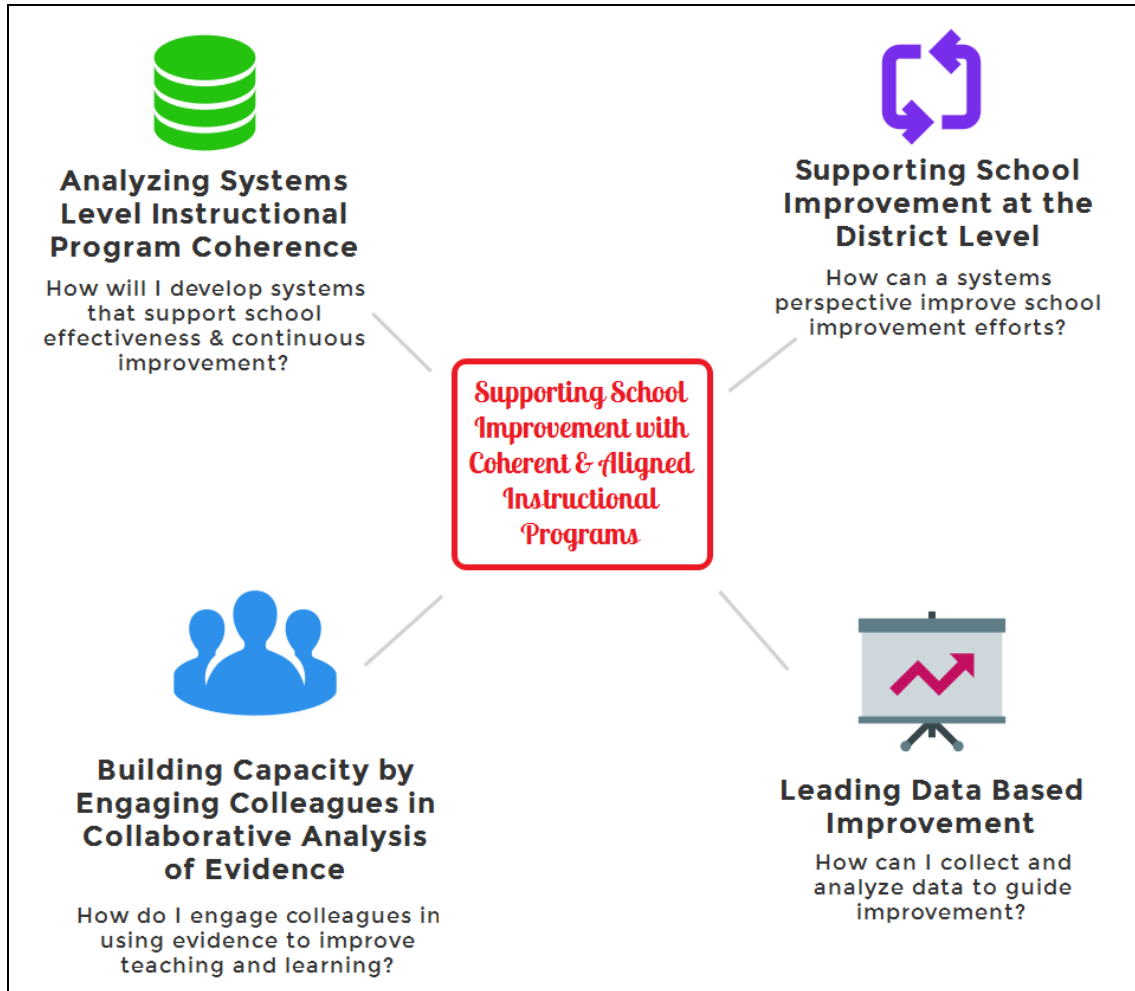 Analyzing Systems
Level Instructional
Program Coherence
How will I develop systems
that support school
effectiveness & continuous
improvement?
Supporting School
Improvement at the
District Level
How can a systems
perspective improve school
improvement efforts?
Supporting School
Improvement with
Coherent & Aligned
Instructional
Programs
Building Capacity by
Engaging Colleagues in
Collaborative Analysis
of Evidence
How do I engage colleagues in
using evidence to improve
teaching and learning?
Leading Data Based
Improvement
How can I collect and
analyze data to guide
improvement?